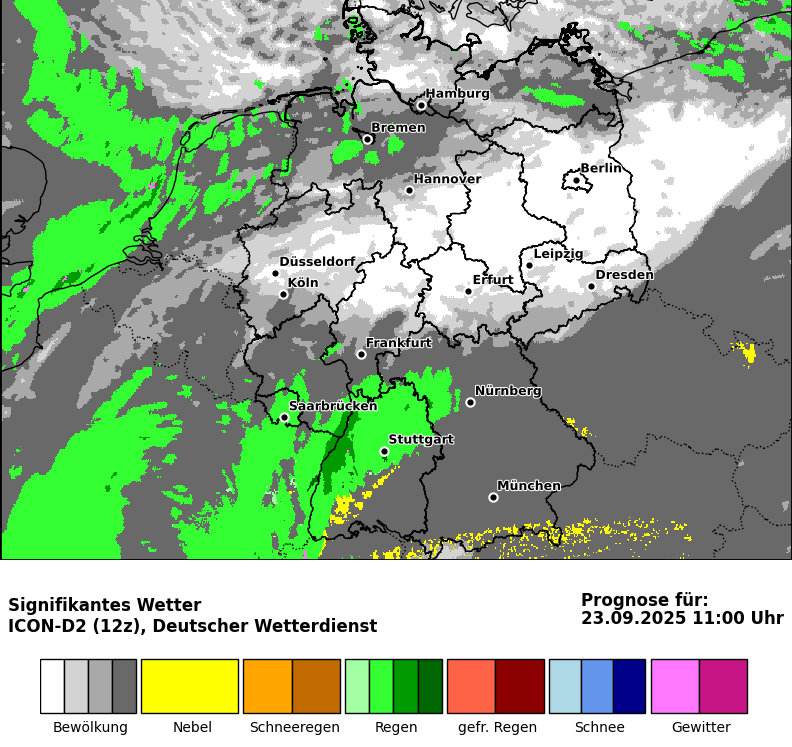 Hamburg
Bremen
Berlin
Hannover
Düsseldorf
Leipzig
Köln
Erfurt
Dresden
Frankfurt
Nürnberg
Saarbrücken
Stuttgart
München
Signifikantes Wetter
ICON-D2 (12z), Deutscher Wetterdienst
Prognose für:
23.09.2025 11:00 Uhr
Bewölkung Nebel Schneeregen Regen gefr. Regen Schnee Gewitter